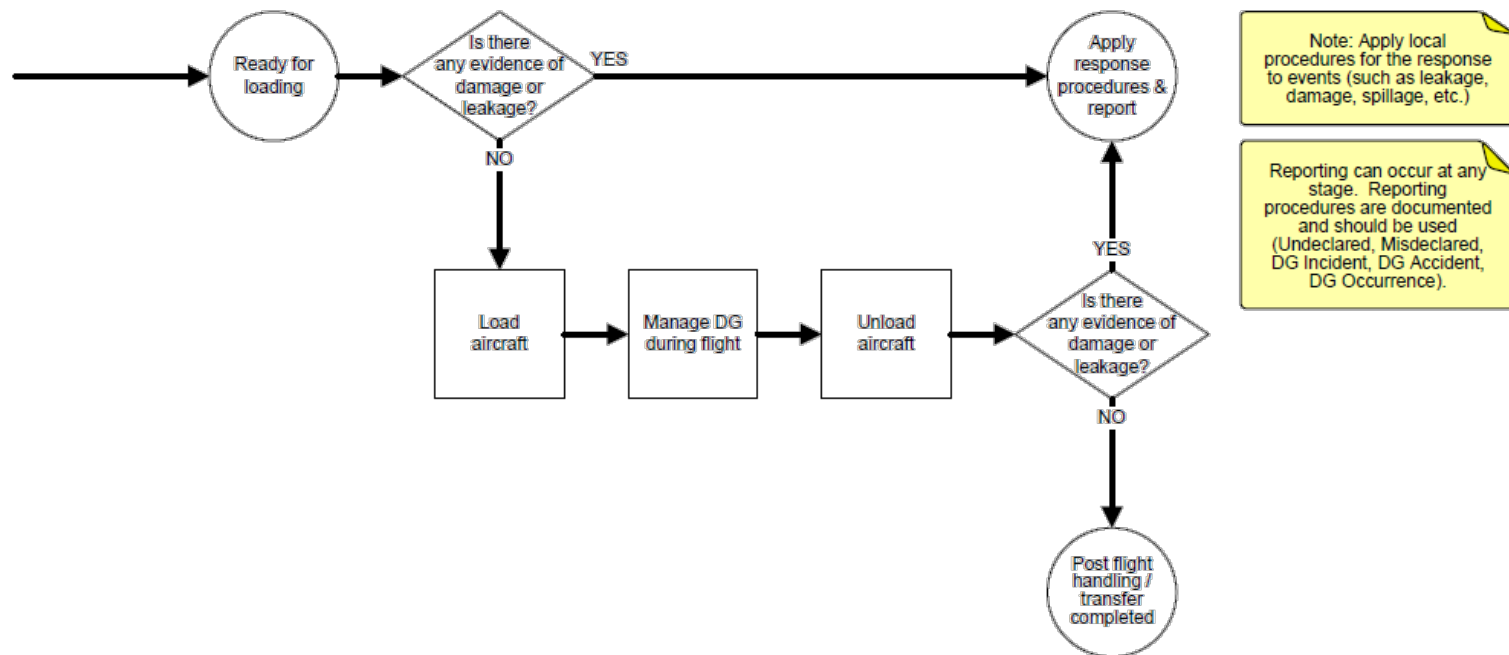 Ready for
loading
Is there
any evidence of
damage or
leakage?
YES
NO
Apply
response
procedures &
report
Note: Apply local
procedures for the response
to events (such as leakage,
damage, spillage, etc.)
Reporting can occur at any
stage. Reporting
procedures are documented
and should be used
(Undeclared, Misdeclared,
DG Incident, DG Accident,
DG Occurrence).
Load
aircraft
Manage DG
during flight
Unload
aircraft
YES
Is there
any evidence of
damage or
leakage?
NO
Post flight
handling /
transfer
completed